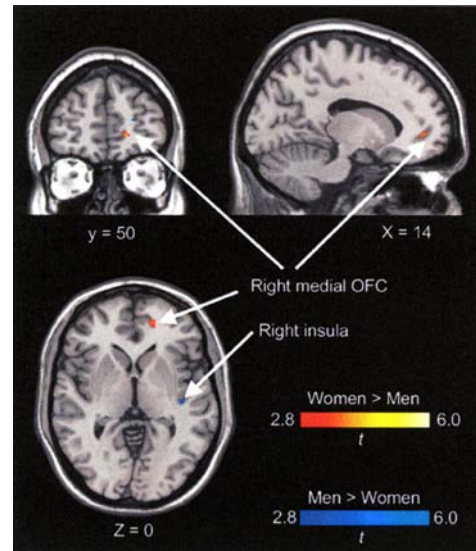 y = 50
X = 14
Right medial OFC
Right insula
Women > Men
2.8 6.0
t
Men > Women
2.8 6.0
t
Z = 0